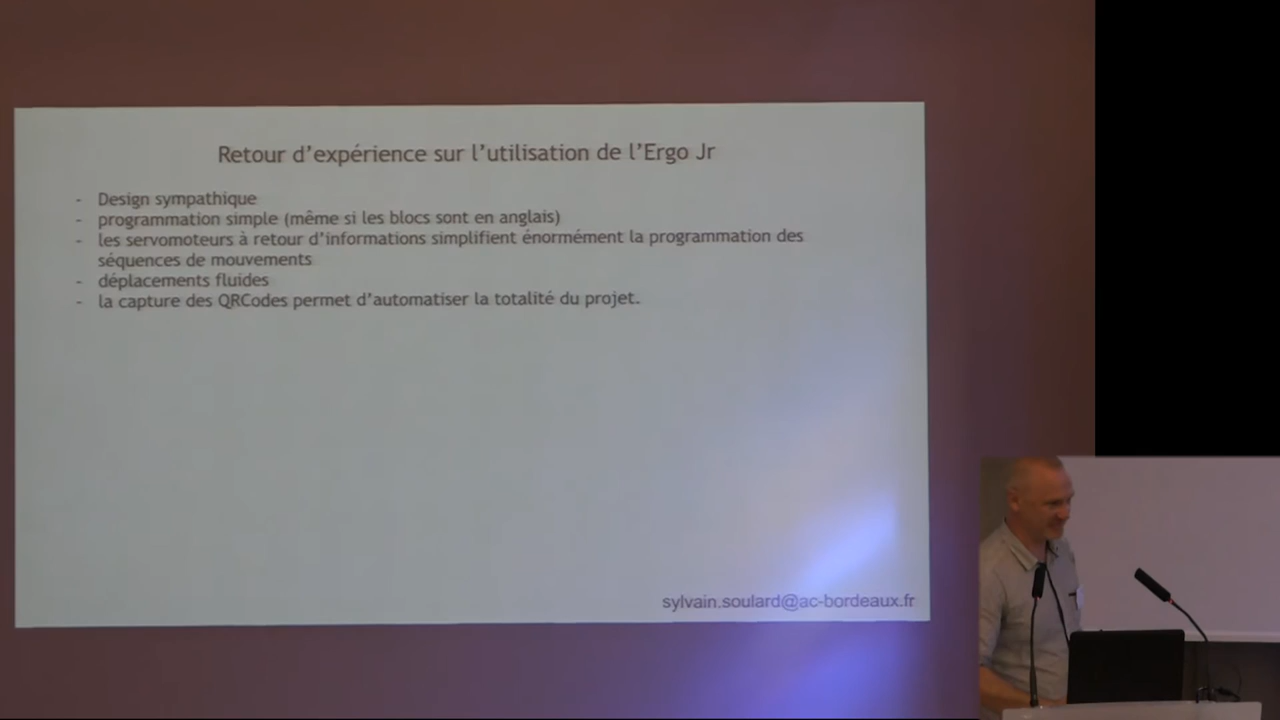 Retour d'expérience sur l'utilisation de l'Ergo Jr
- Design sympathique
- programmation simple (même si les blocs sont en anglais)
- les servomoteurs à retour d'informations simplifient énormément la programmation des
séquences de mouvements
- déplacements fluides
- la capture des QRCodes permet d'automatiser la totalité du projet.
sylvain.soulard@ac-bordeaux.fr